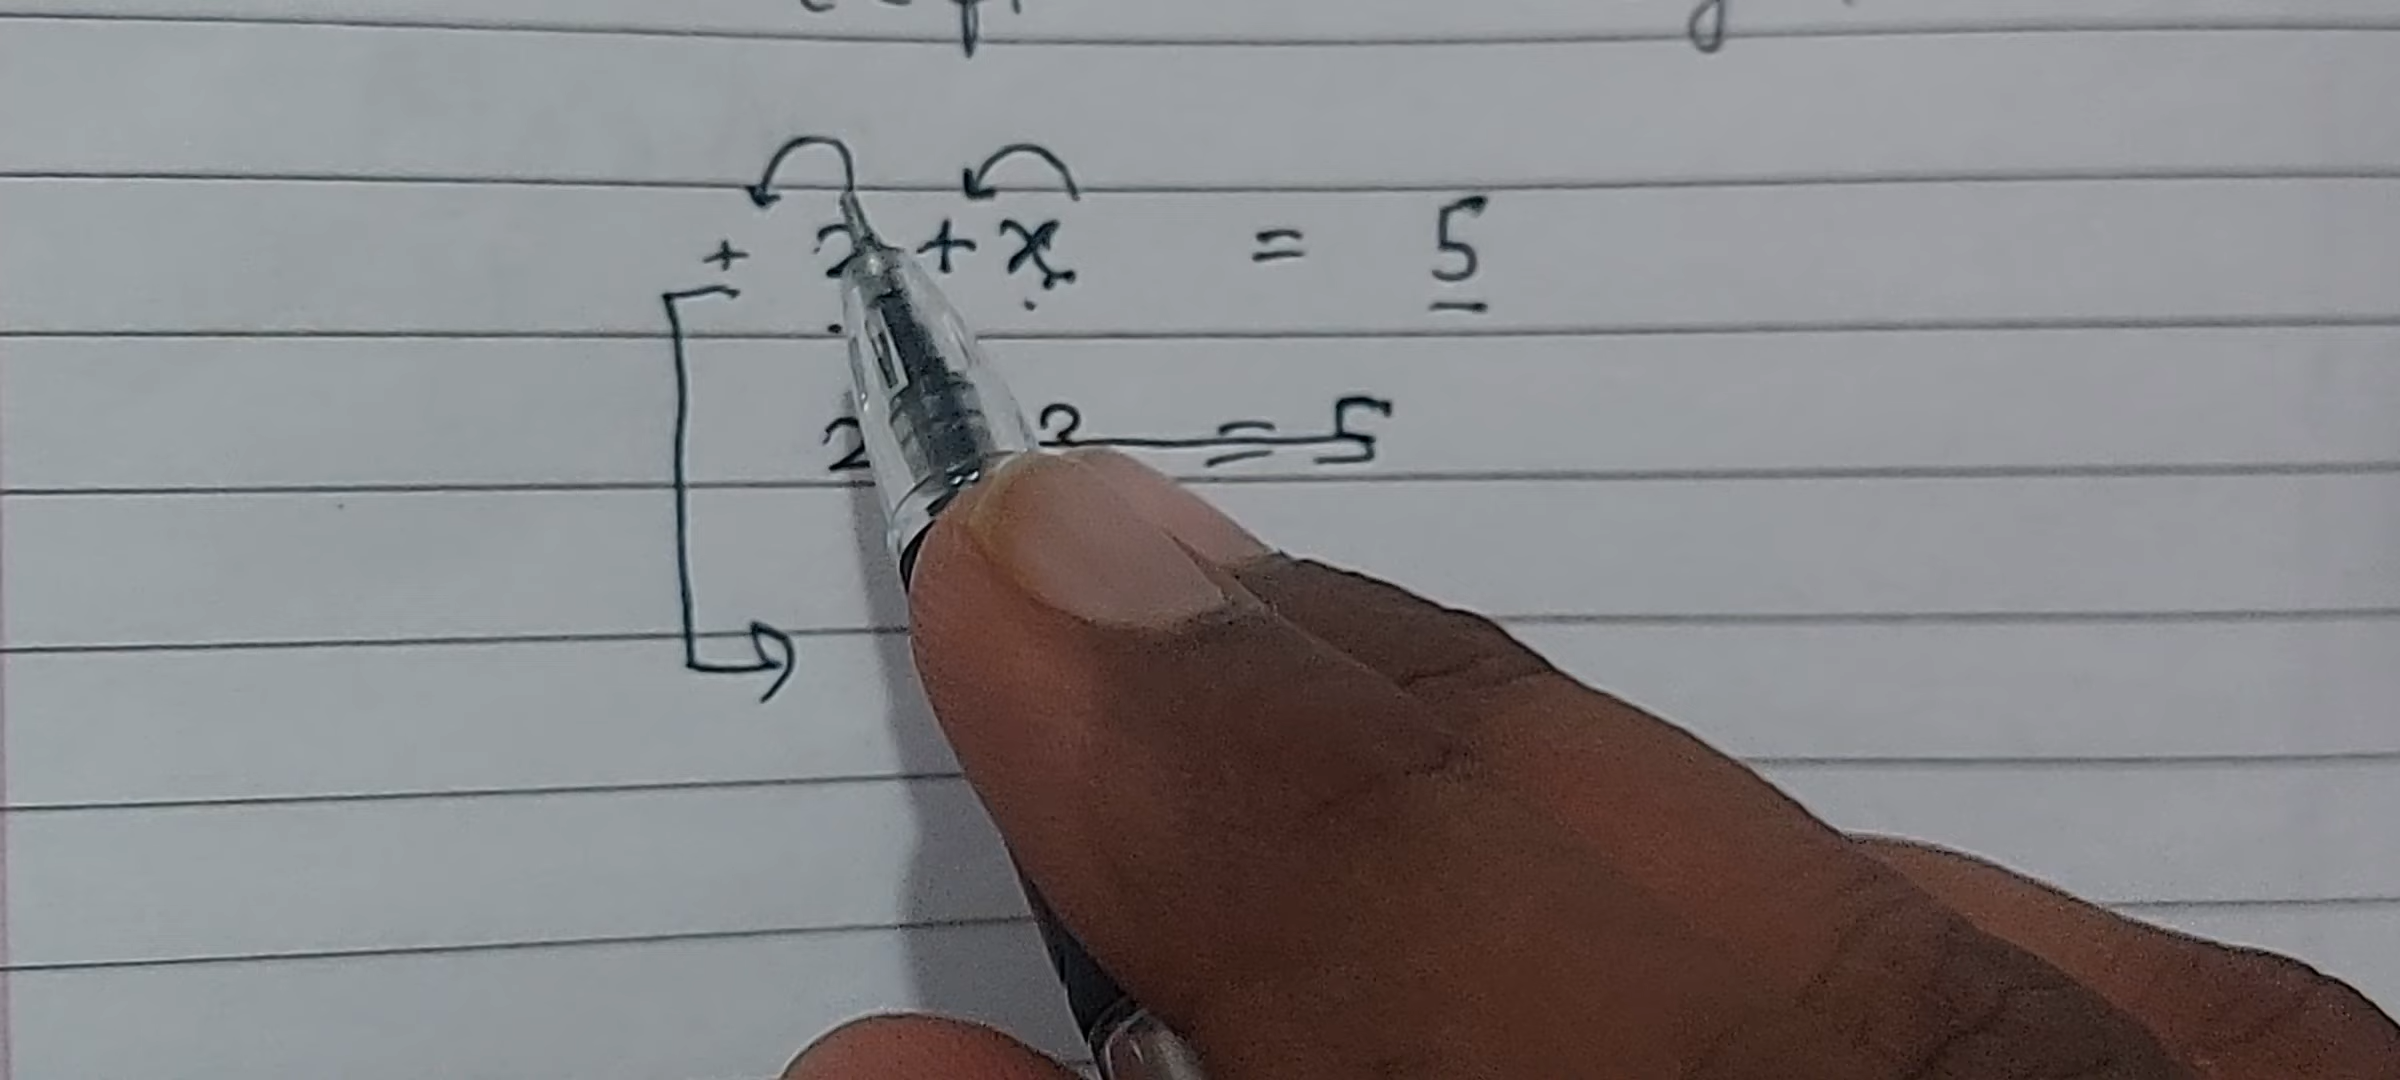 + 2 + x = 5
2 3 = 5